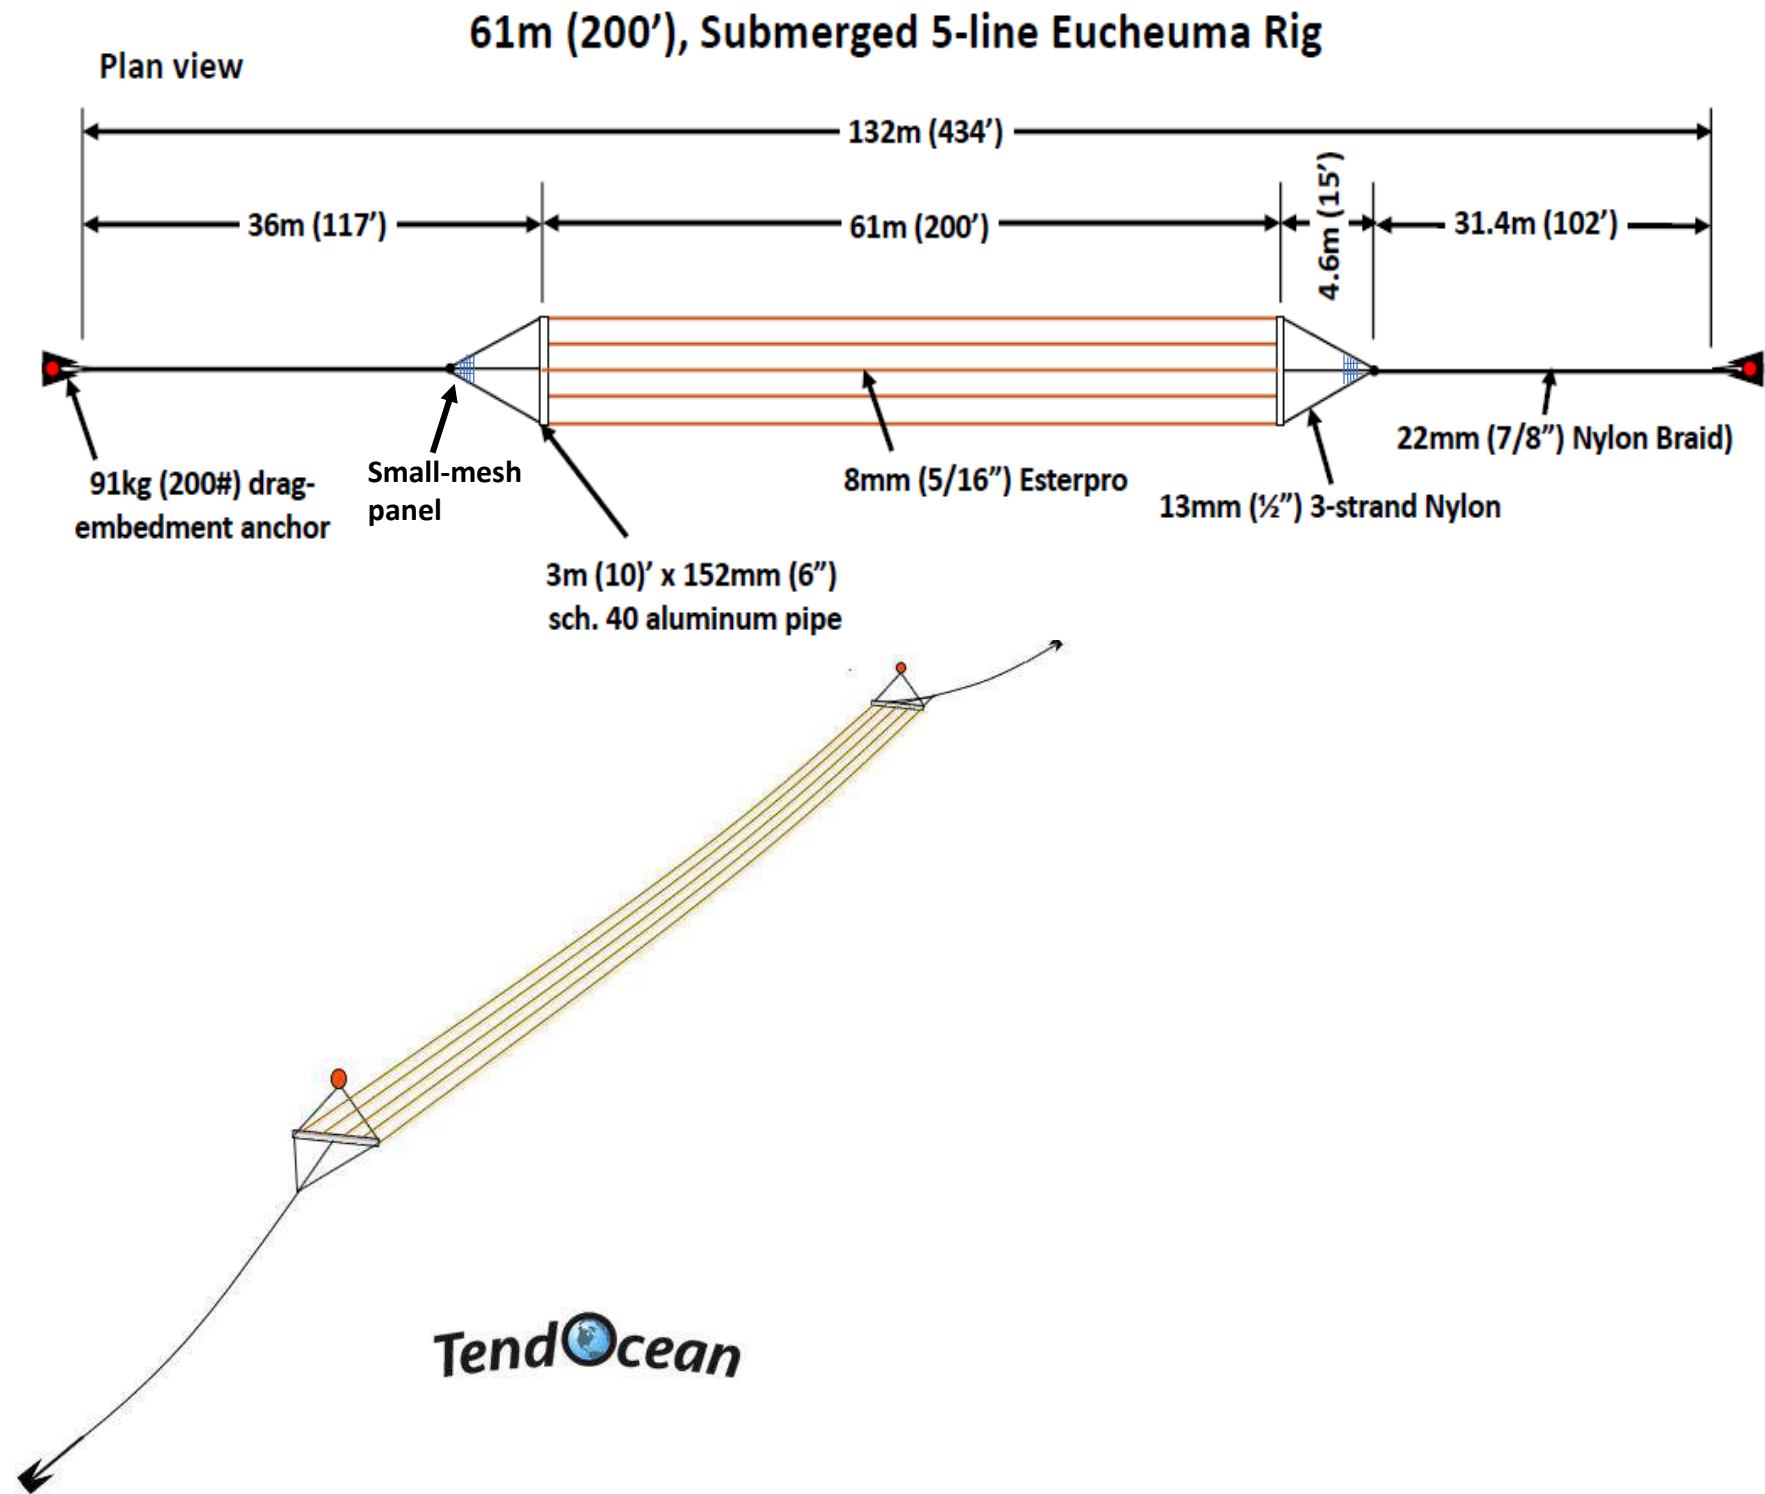 61m (200’), Submerged 5-line Eucheuma Rig
Plan view
132m (434’)
36m (117’)
61m (200’)
4.6m (15’)
31.4m (102’)
91kg (200#) drag-
embedment anchor
Small-mesh
panel
3m (10)’ x 152mm (6”)
sch. 40 aluminum pipe
8mm (5/16”) Esterpro
13mm (½”) 3-strand Nylon
22mm (7/8”) Nylon Braid)
TendOcean